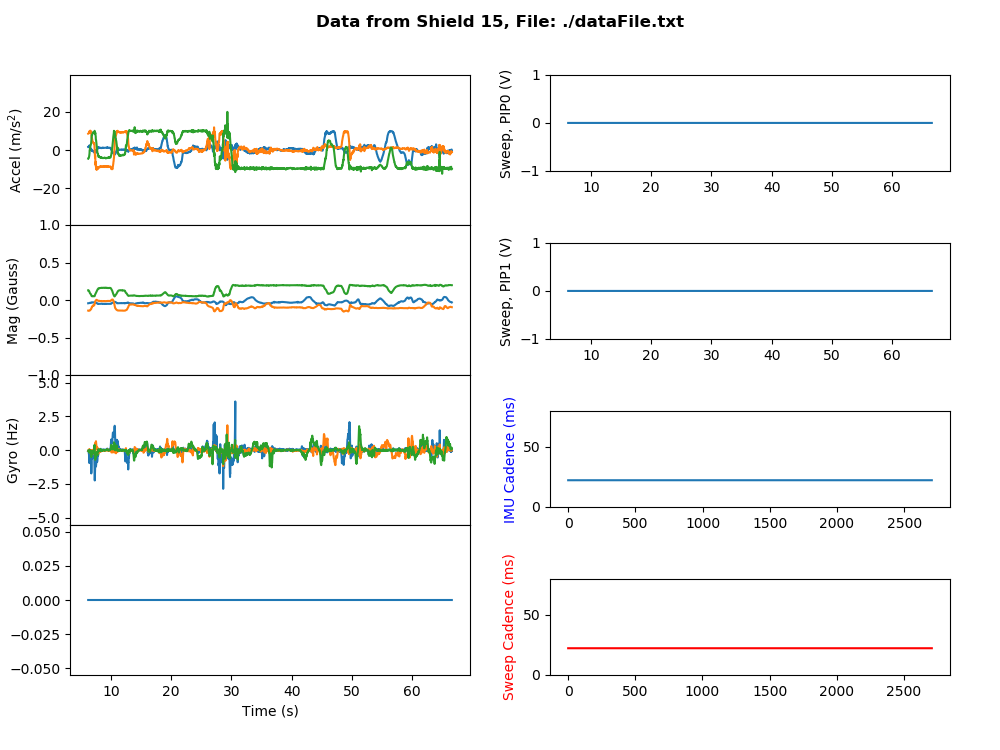 Data from Shield 15, File: ./dataFile.txt
Accel (m/s²)
20
0
−20
Mag (Gauss)
1.0
0.5
0.0
−0.5
−1.0
Gyro (Hz)
5.0
2.5
0.0
−2.5
−5.0
0.050
0.025
0.000
−0.025
−0.050
10 20 30 40 50 60
Time (s)
Sweep, PIP0 (V)
1
0
−1
10 20 30 40 50 60
Sweep, PIP1 (V)
1
0
−1
10 20 30 40 50 60
IMU Cadence (ms)
50
0
0 500 1000 1500 2000 2500
Sweep Cadence (ms)
50
0
0 500 1000 1500 2000 2500